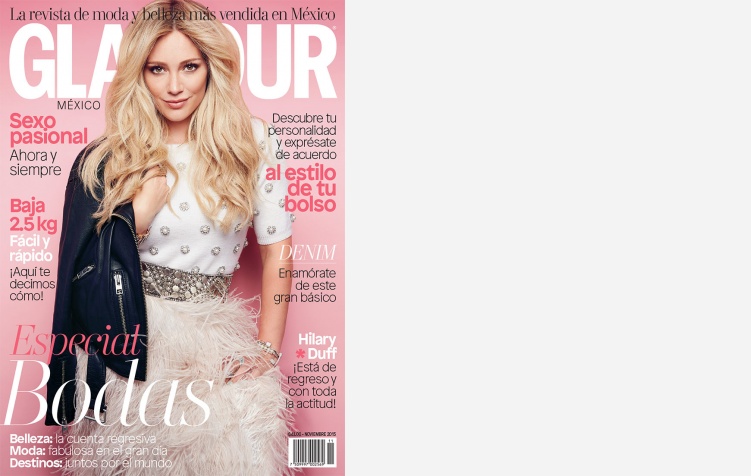 La revista de moda y belleza más vendida en México
GLAMOUR
MÉXICO
Sexo
pasional
Ahora y
siempre
Baja
2.5 kg
Fácil y
rápido
¡Aquí te
decimos
cómo!
Descubre tu
personalidad
y exprésate
de acuerdo
al estilo
de tu
bolso
DENIM
Enamórate
de este
gran básico
Hilary
*Duff
¡Está de
regreso y
con toda
la actitud!
Especial
Bodas
Belleza: la cuenta regresiva
Moda: fabulosa en el gran día
Destinos: juntos por el mundo